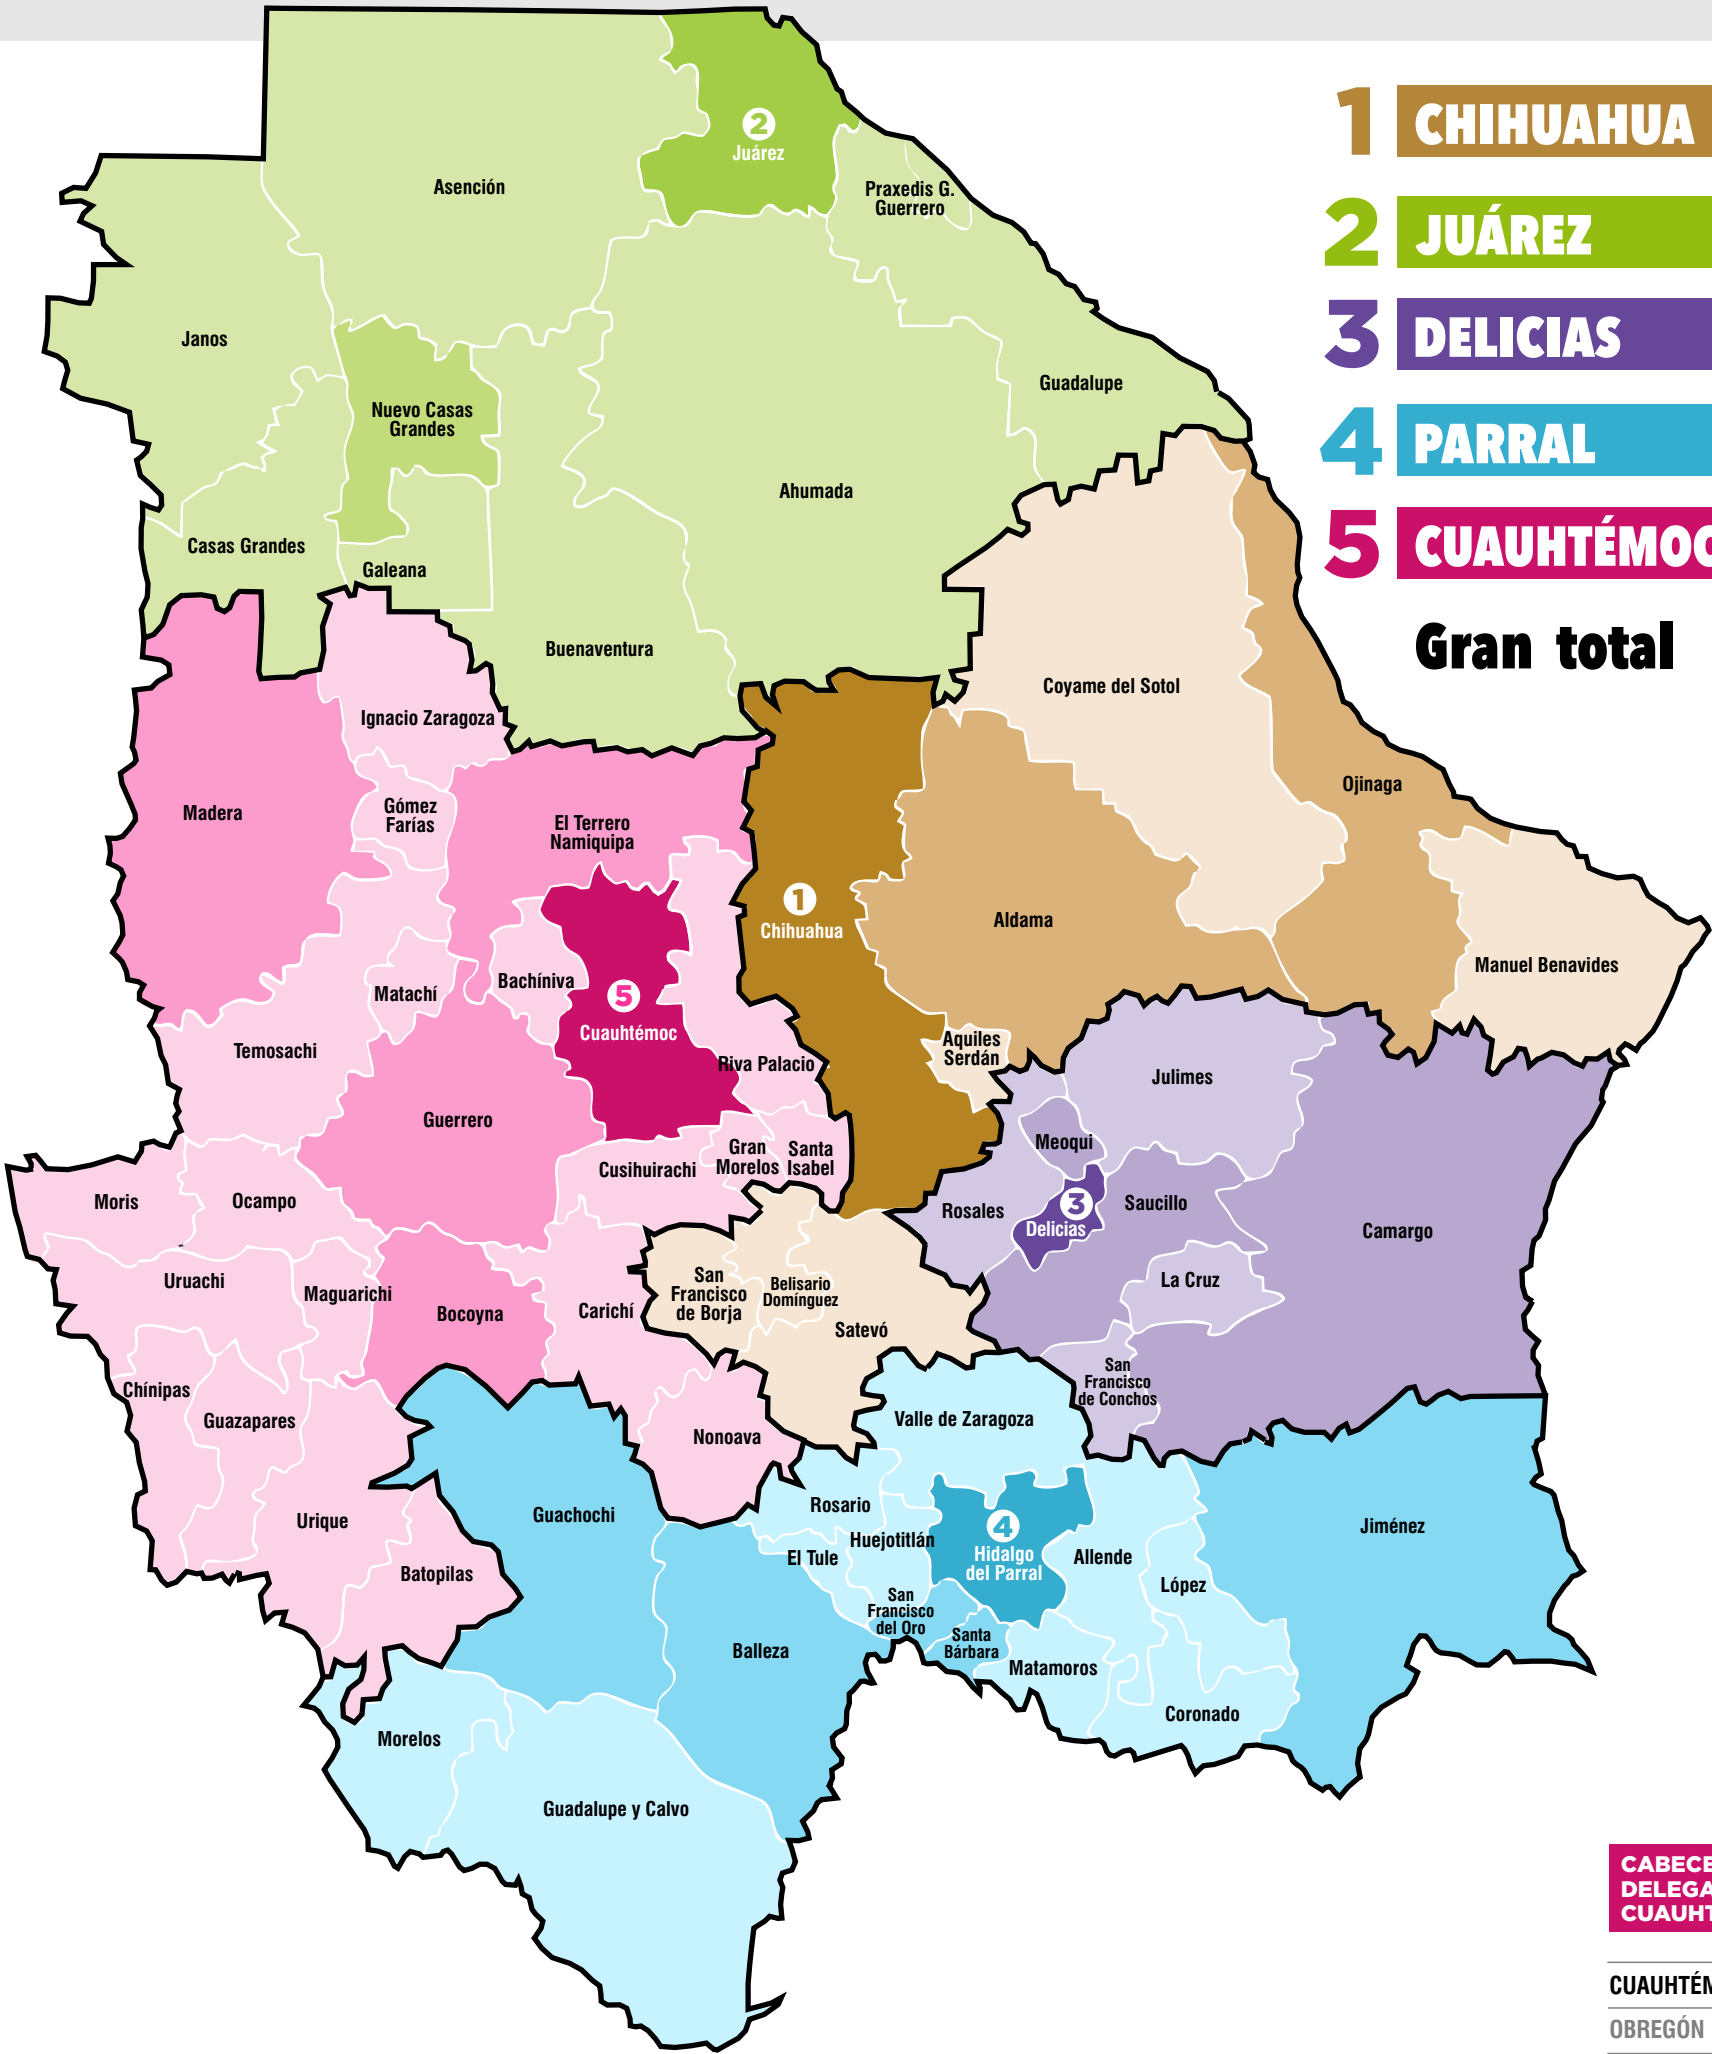 1 CHIHUAHUA
2 JUÁREZ
3 DELICIAS
4 PARRAL
5 CUAUHTÉMOC
Gran total
2
Juárez
Asención
Praxedis G.
Guerrero
Janos
Guadalupe
Nuevo Casas
Grandes
Ahumada
Casas Grandes
Galeana
Buenaventura
Coyame del Sotol
Ignacio Zaragoza
Ojinaga
Madera
Gómez
Farías
El Terrero
Namiquipa
1
Chihuahua
Aldama
Manuel Benavides
Bachíniva
Matachí
5
Cuauhtémoc
Temosachi
Riva Palacio
Aquiles
Serdán
Julimes
Guerrero
Meoqui
Gran
Morelos
Santa
Isabel
Cusihuirachi
Moris
Ocampo
Rosales
3
Delicias
Saucillo
Camargo
Uruachi
Maguarichi
Bocoyna
Carichí
San
Francisco
de Borja
Belisario
Domínguez
Satevó
La Cruz
San
Francisco
de Conchos
Chínipas
Guazapares
Nonoava
Valle de Zaragoza
Urique
Guachochi
Rosario
Huejotitlán
4
Hidalgo
del Parral
Jiménez
El Tule
Allende
Batopilas
López
San
Francisco
del Oro
Santa
Bárbara
Balleza
Matamoros
Morelos
Coronado
Guadalupe y Calvo
CABECE
DELEGA
CUAUHT
CUAUHTÉM
OBREGÓN